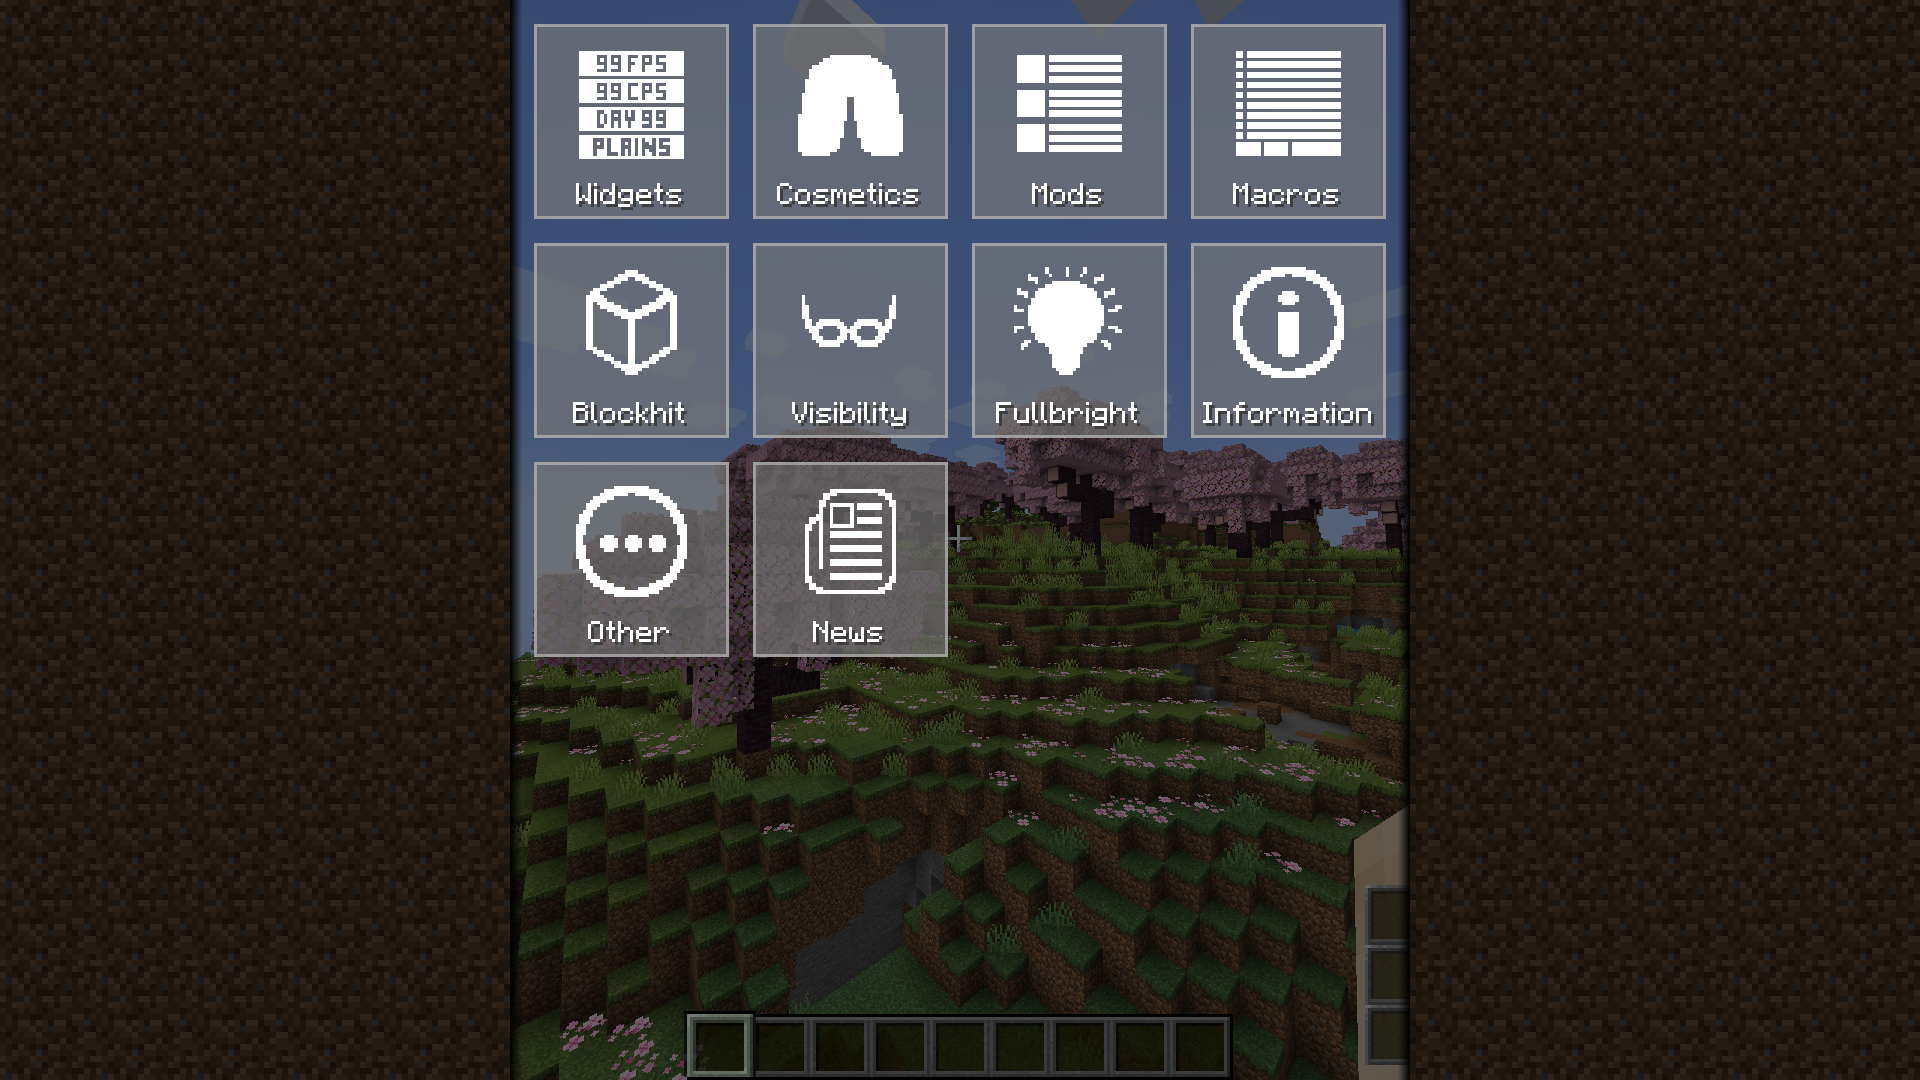 99 FPS
99 CPS
DAY 99
PLAINS
Widgets
Cosmetics
Mods
Macros
Blockhit
Visibility
Fullbright
Information
Other
News